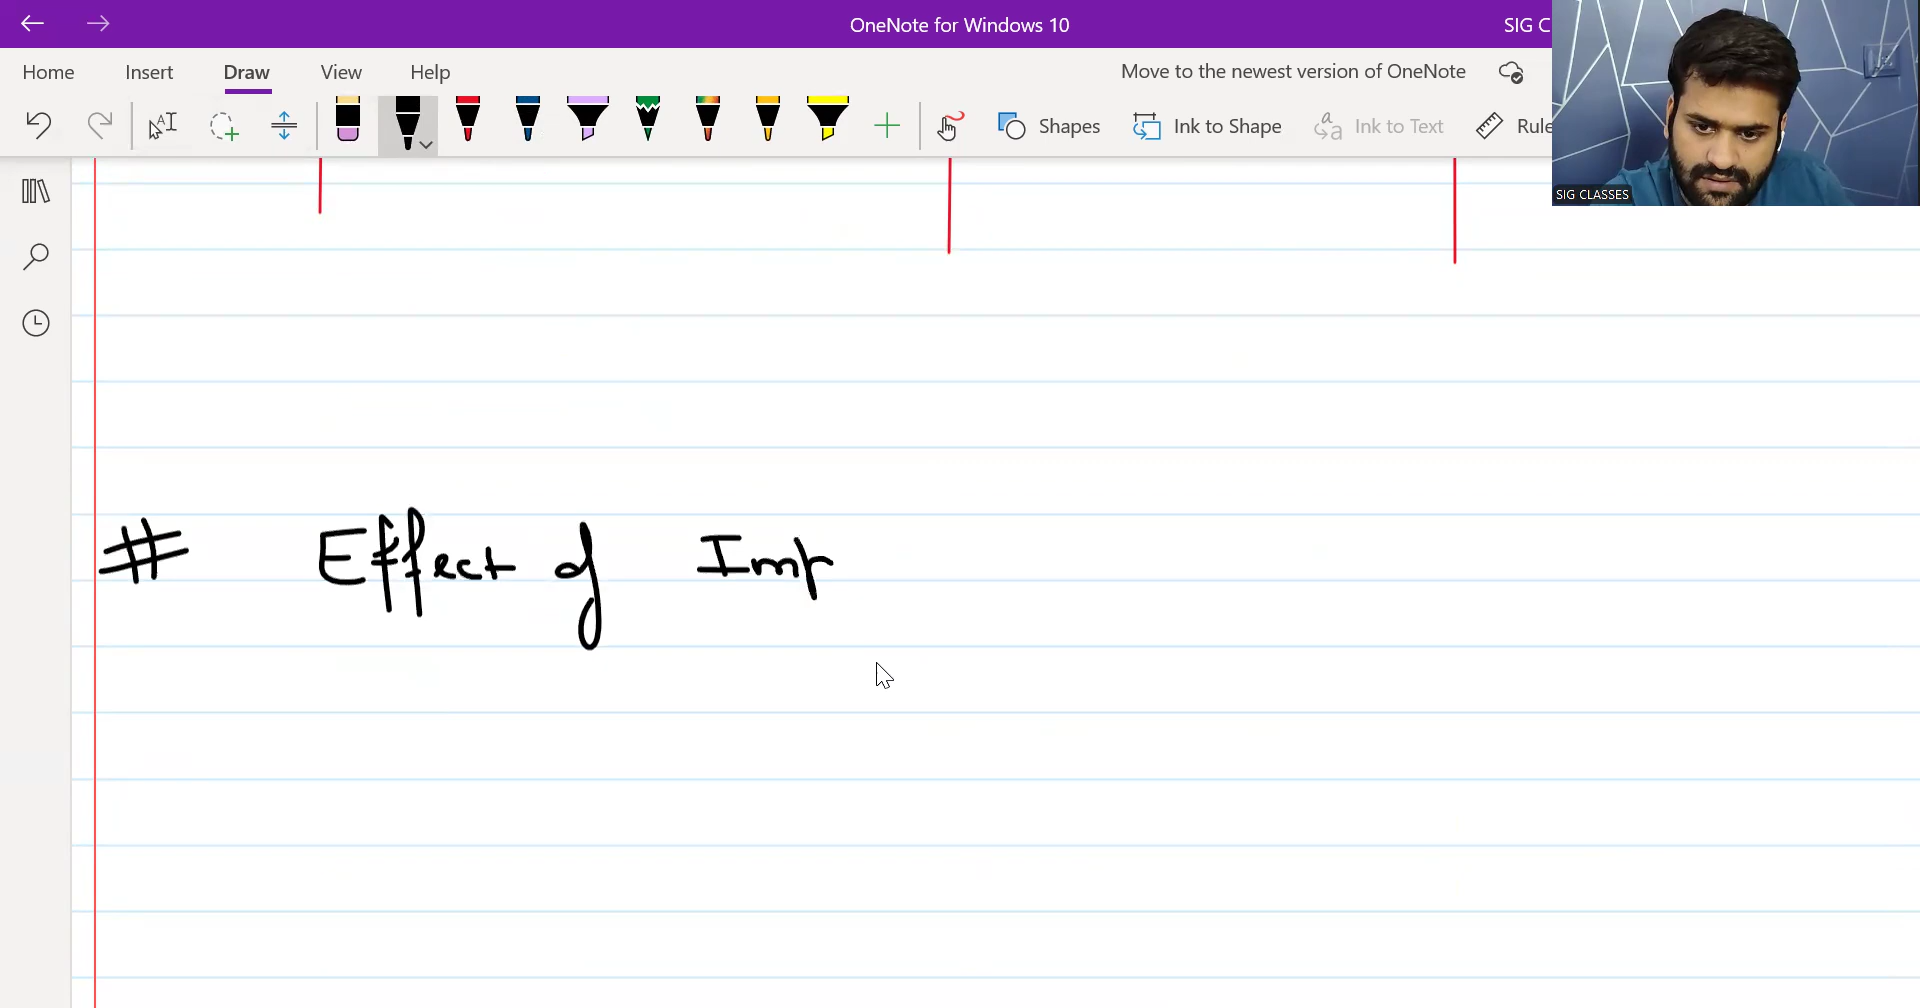 OneNote for Windows 10
SIG C
Home Insert Draw View Help
Move to the newest version of OneNote
Shapes Ink to Shape Ink to Text Rule
SIG CLASSES
# Effect of Imp